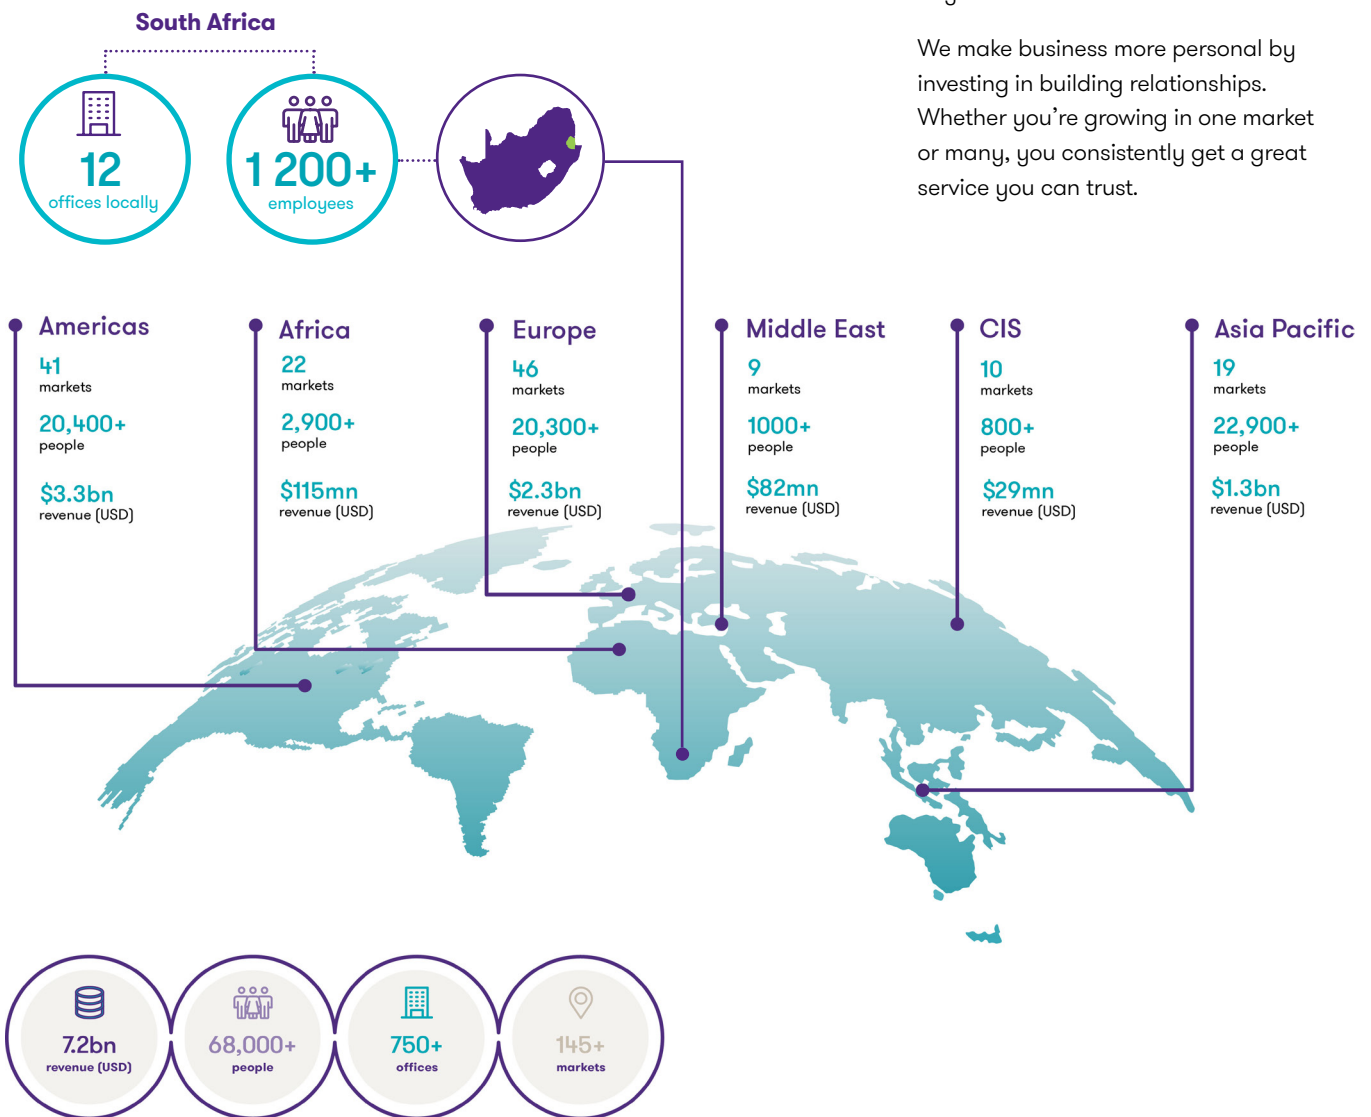 South Africa
12
offices locally
1 200+
employees
We make business more personal by
investing in building relationships.
Whether you’re growing in one market
or many, you consistently get a great
service you can trust.
Americas
41
markets
20,400+
people
$3.3bn
revenue (USD)
Africa
22
markets
2,900+
people
$115mn
revenue (USD)
Europe
46
markets
20,300+
people
$2.3bn
revenue (USD)
Middle East
9
markets
1000+
people
$82mn
revenue (USD)
CIS
10
markets
800+
people
$29mn
revenue (USD)
Asia Pacific
19
markets
22,900+
people
$1.3bn
revenue (USD)
7.2bn
revenue (USD)
68,000+
people
750+
offices
145+
markets